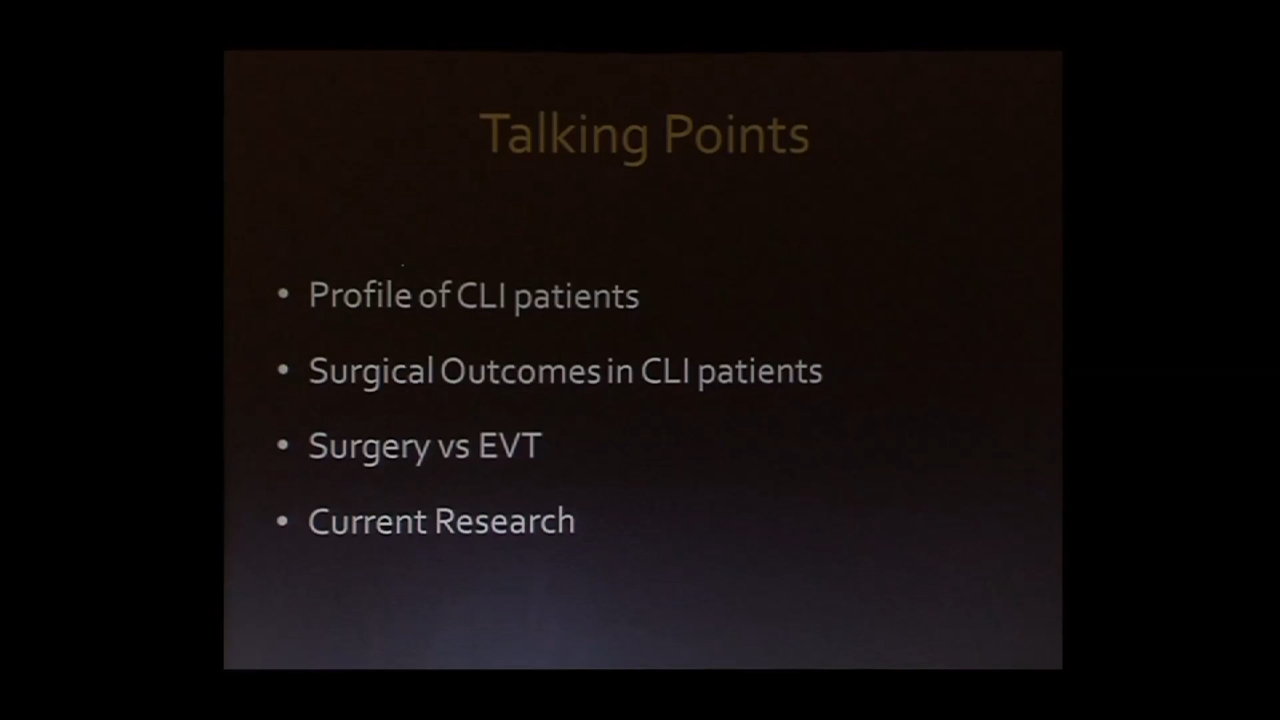 Talking Points
• Profile of CLI patients
• Surgical Outcomes in CLI patients
• Surgery vs EVT
• Current Research